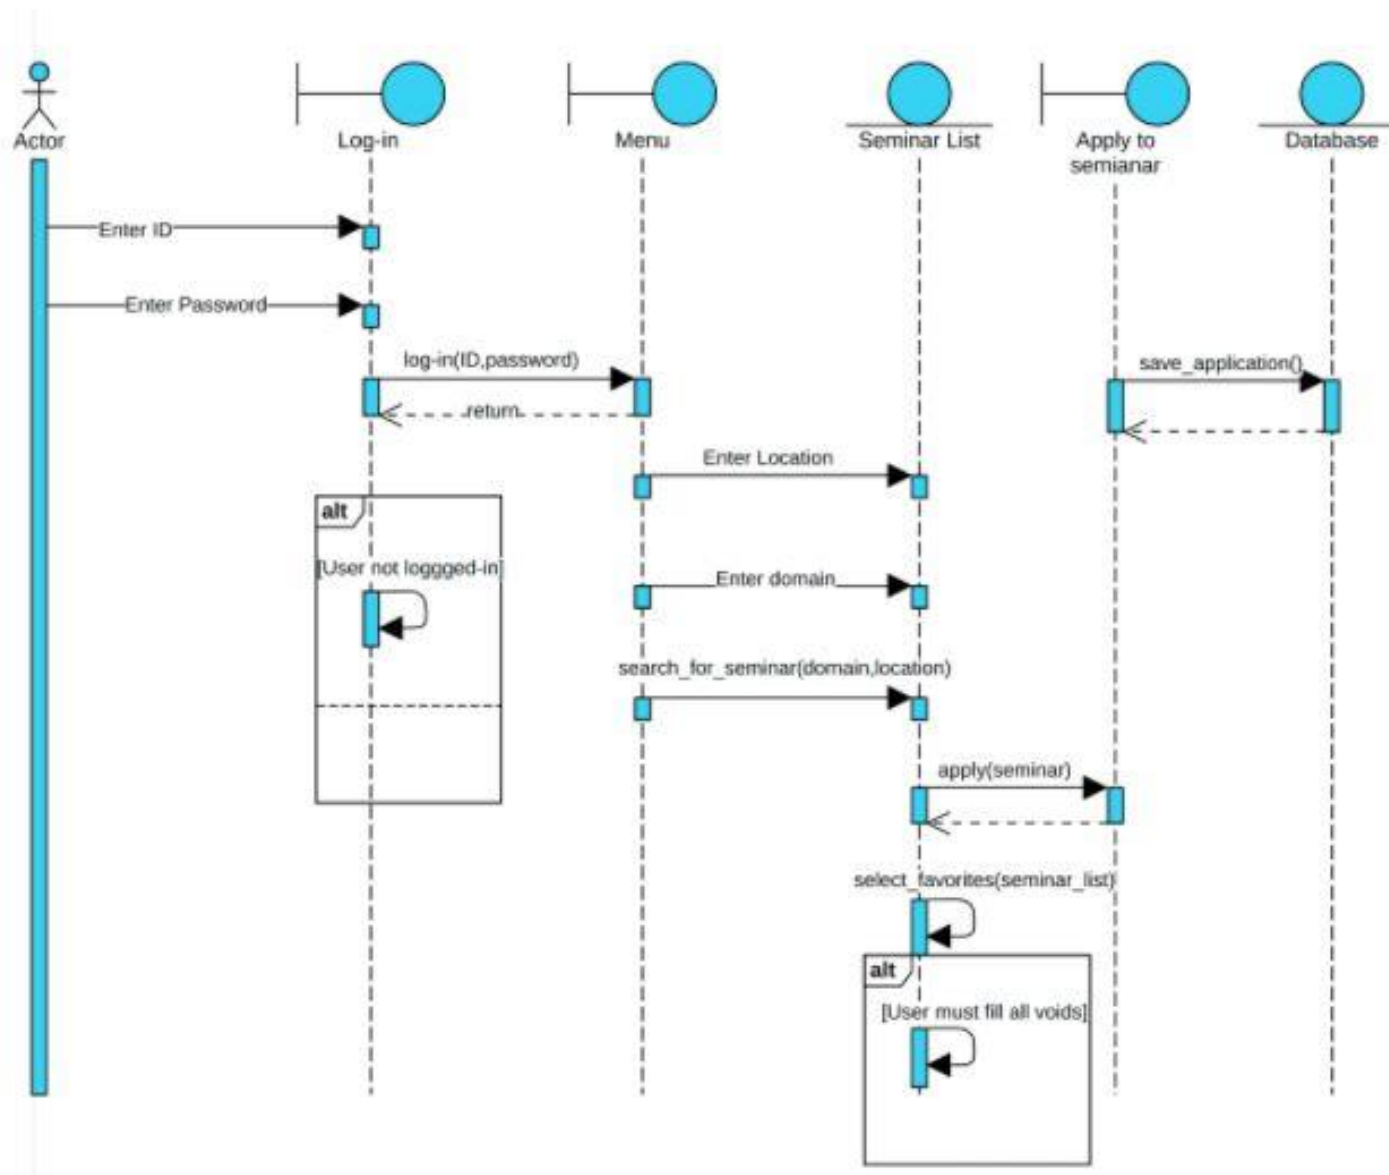 Actor
Log-in
Menu
Seminar List
Apply to
semianar
Database
Enter ID
Enter Password
log-in(ID,password)
save_application()
return
Enter Location
alt
[User not loggged-in]
Enter domain
search_for_seminar(domain,location)
apply(seminar)
select_favorites(seminar_list)
alt
[User must fill all voids]